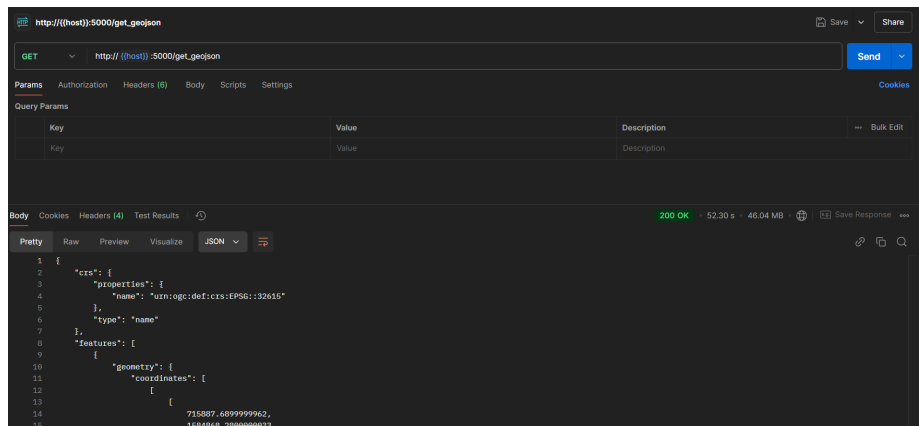 HTTP http://{{host}}:5000/get_geojson Save Share
GET http:// {{host}} :5000/get_geojson Send
Params Authorization Headers (6) Body Scripts Settings Cookies
Query Params
Key Value Description Bulk Edit
Key Value Description
Body Cookies Headers (4) Test Results 200 OK 52.30 s 46.04 MB Save Response
Pretty Raw Preview Visualize JSON
1 {
2 "crs": {
3 "properties": {
4 "name": "urn:ogc:def:crs:EPSG::32615"
5 },
6 "type": "name"
7 },
8 "features": [
9 {
10 "geometry": {
11 "coordinates": [
12 [
13 [
14 715887.6899999962,
15